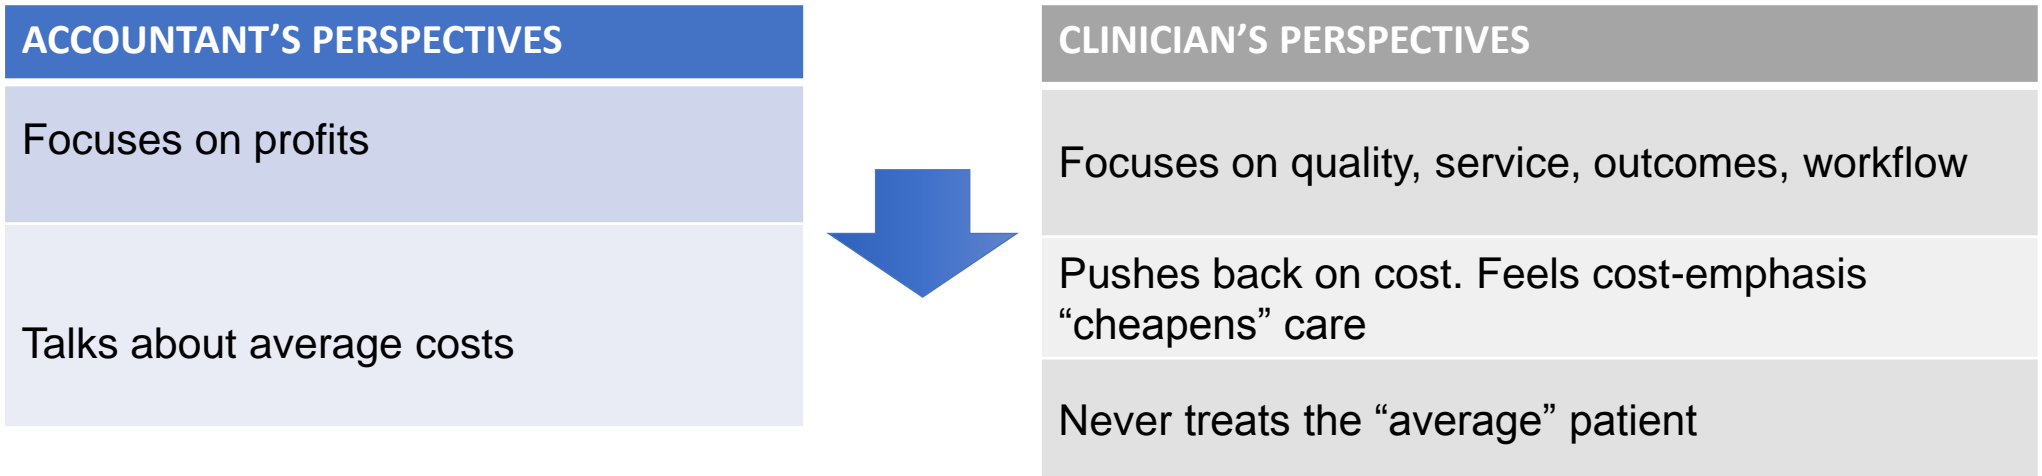 ACCOUNTANT’S PERSPECTIVES
Focuses on profits
Talks about average costs
CLINICIAN’S PERSPECTIVES
Focuses on quality, service, outcomes, workflow
Pushes back on cost. Feels cost-emphasis
“cheapens” care
Never treats the “average” patient